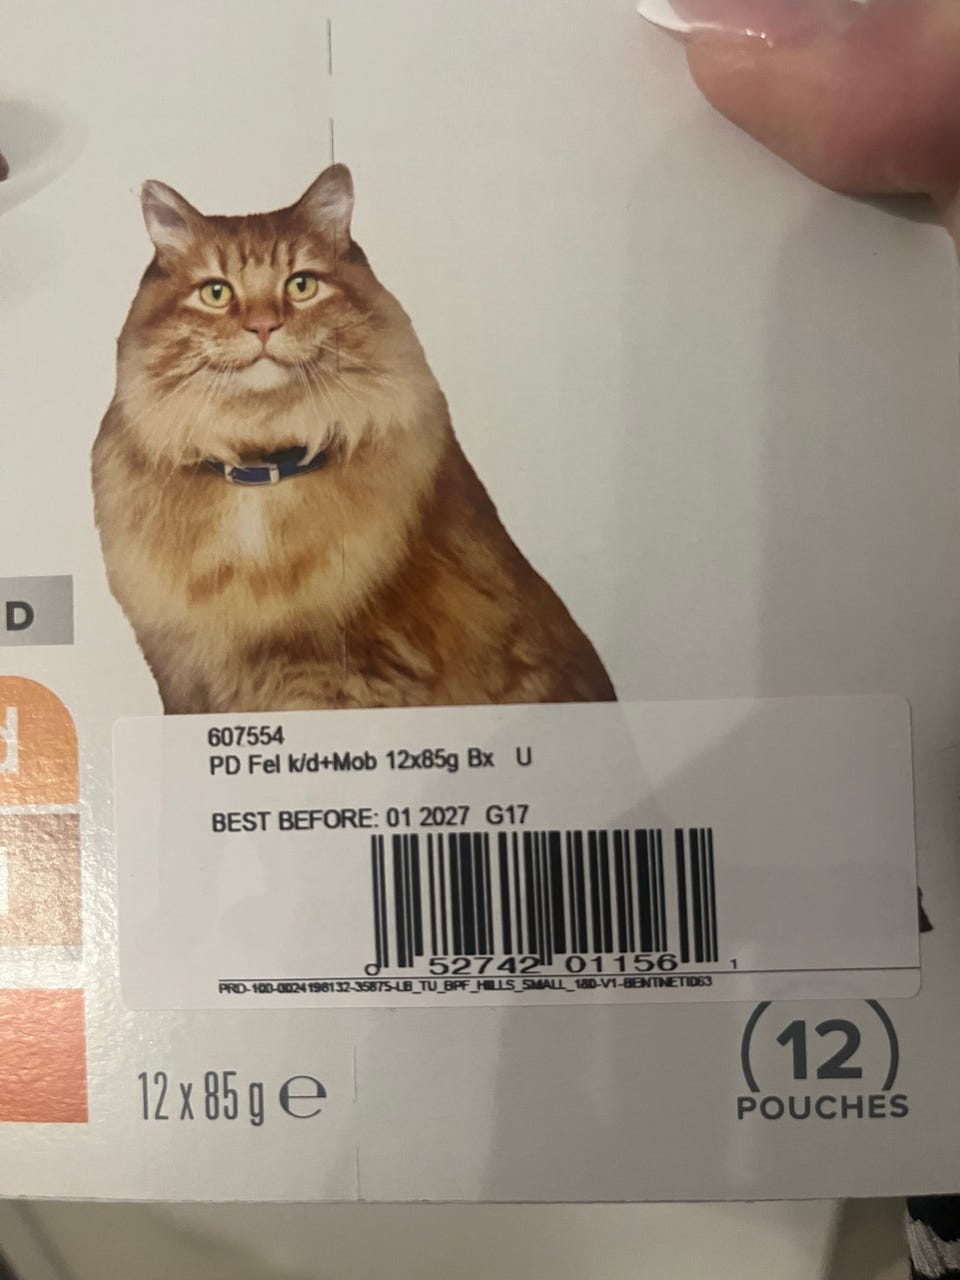 D
d
607554
PD Fel k/d+Mob 12x85g Bx U
BEST BEFORE: 01 2027 G17
0 52742 01156 1
PRD-100-0024198132-35875-LB_TU_BPF_HILLS_SMALL_180-V1-BENTINETI063
12 x 85 g e
12
POUCHES